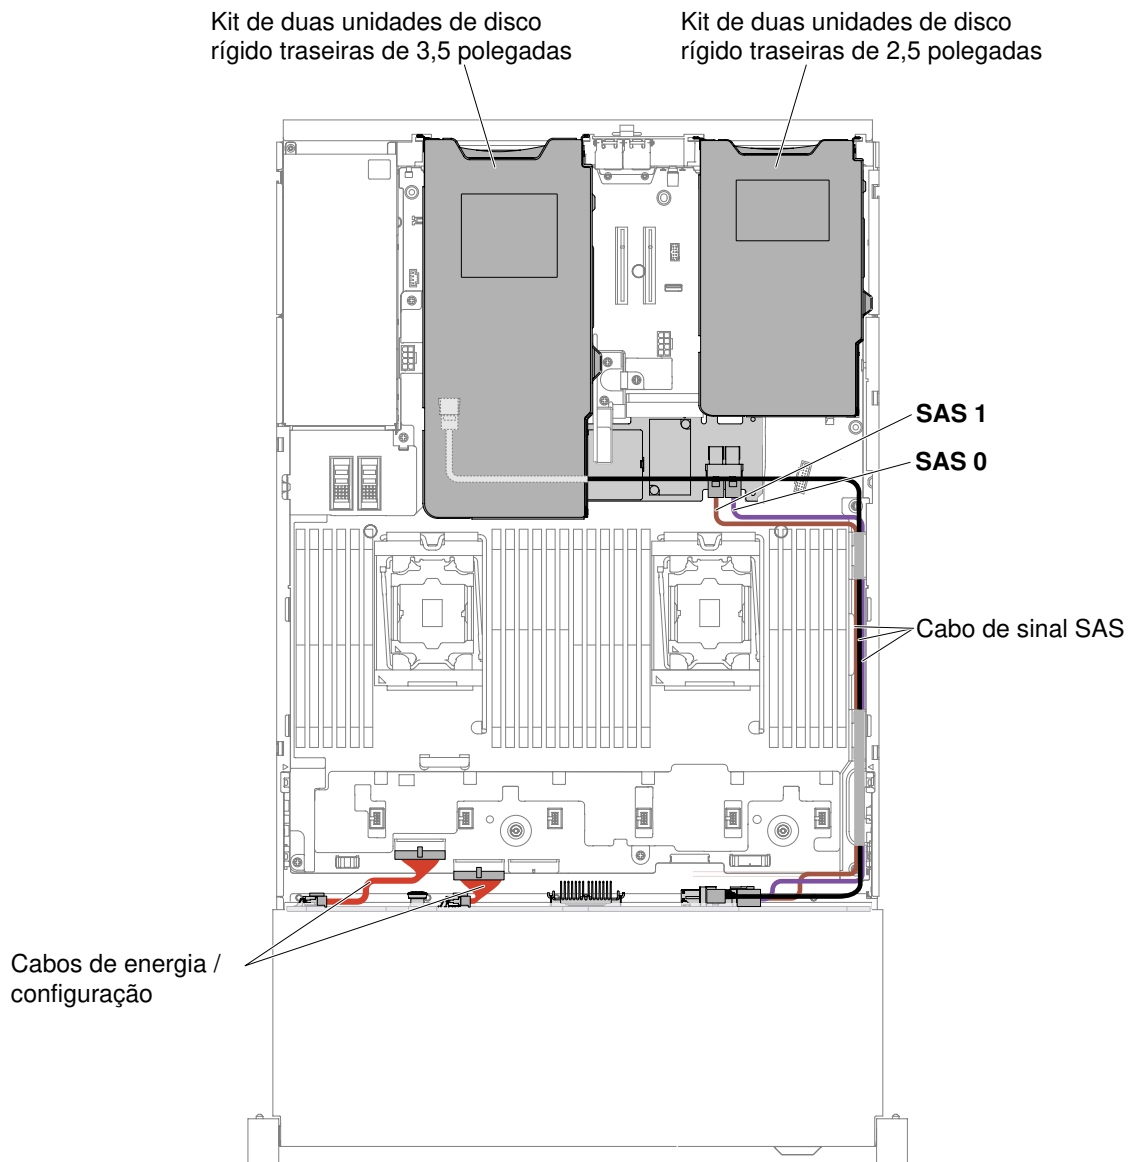 Kit de duas unidades de disco
rígido traseiras de 3,5 polegadas
Kit de duas unidades de disco
rígido traseiras de 2,5 polegadas
SAS 1
SAS 0
Cabo de sinal SAS
Cabos de energia /
configuração